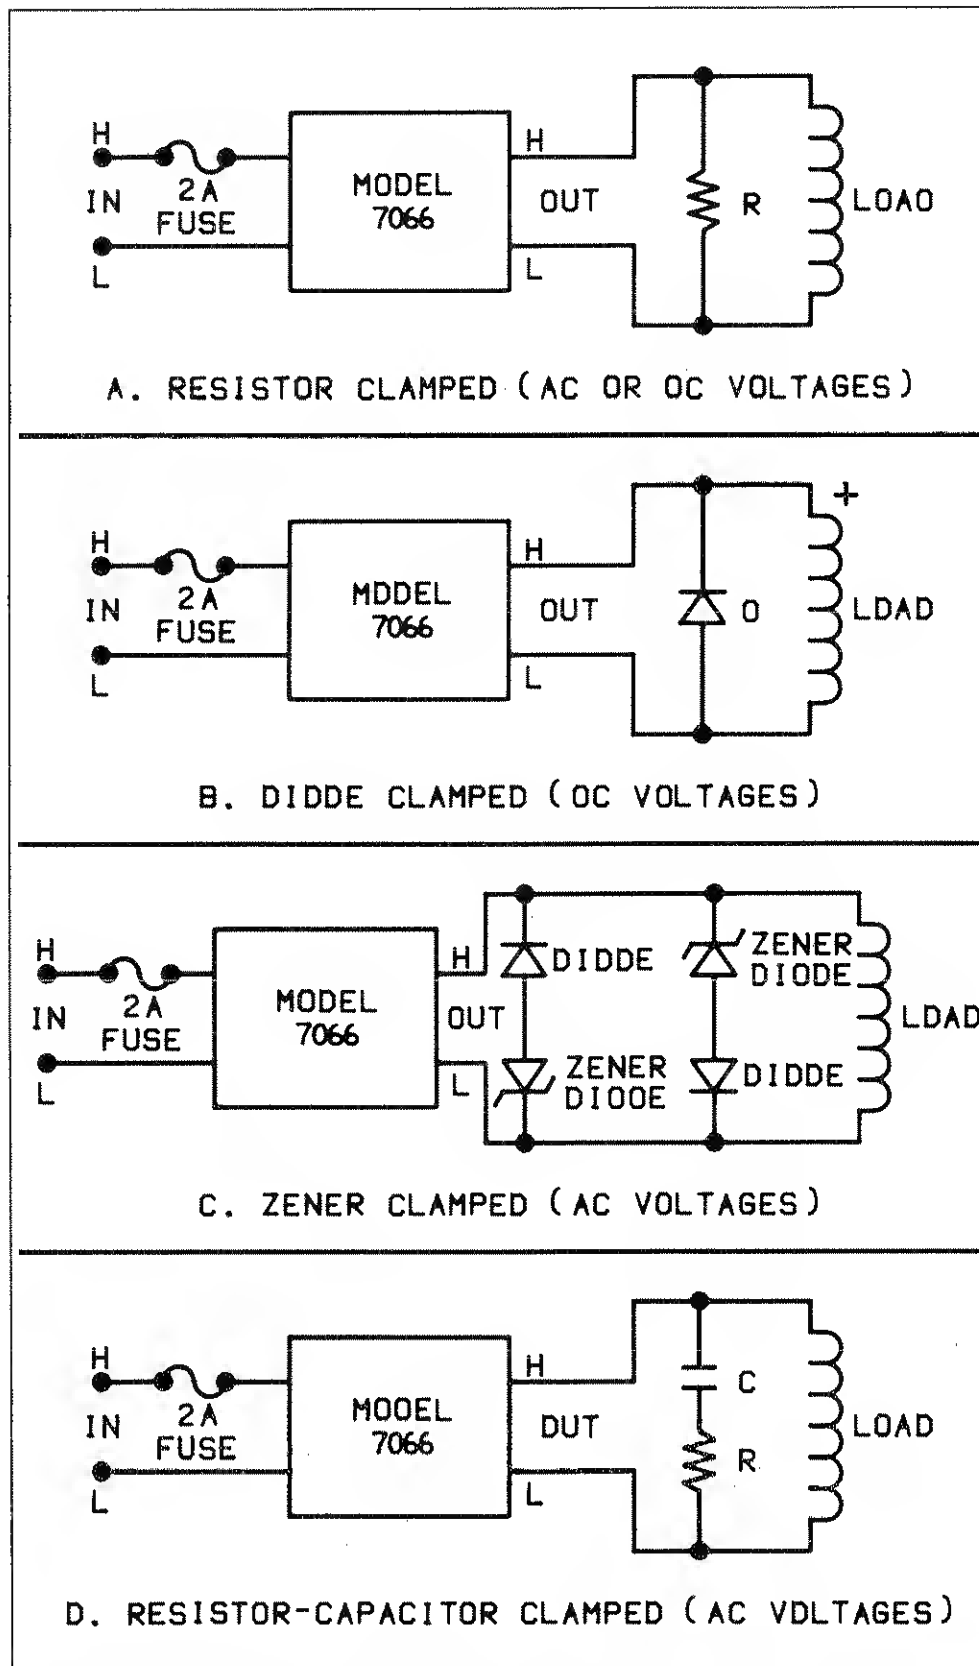 H
IN
L
2A
FUSE
MODEL
7066
H
OUT
L
R
LOAO
A. RESISTOR CLAMPED (AC OR OC VOLTAGES)
H
IN
L
2A
FUSE
MDDEL
7066
H
OUT
L
O
+
LDAD
B. DIDDE CLAMPED (OC VOLTAGES)
H
IN
L
2A
FUSE
MODEL
7066
H
OUT
L
DIDDE
ZENER
DIOOE
ZENER
DIODE
DIDDE
LDAD
C. ZENER CLAMPED (AC VOLTAGES)
H
IN
L
2A
FUSE
MOOEL
7066
H
DUT
L
C
R
LOAD
D. RESISTOR-CAPACITOR CLAMPED (AC VDLTAGES)